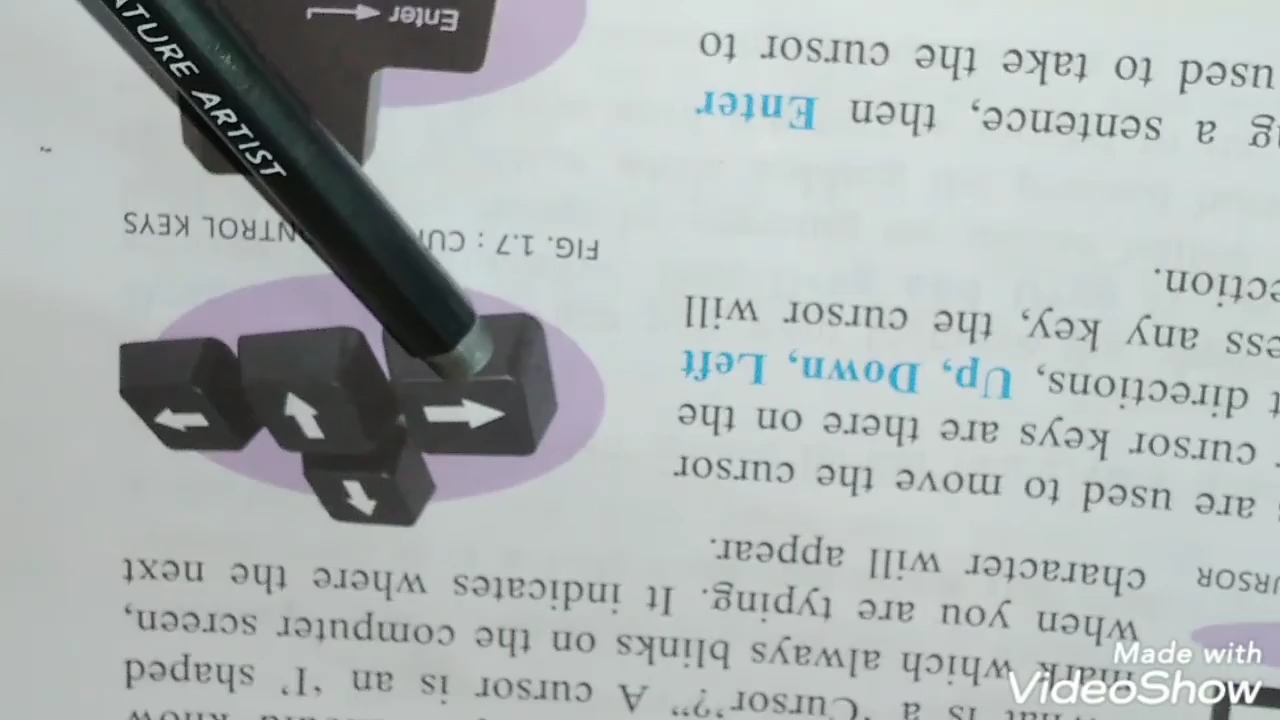 is a “Cursor’?” A cursor is an ‘I’ shaped
mark which always blinks on the computer screen,
when you are typing. It indicates where the next
character will appear.
URSOR
are used to move the cursor
cursor keys are there on the
directions, Up, Down, Left
ess any key, the cursor will
ection.
FIG. 1.7 : CU NTROL KEYS
g a sentence, then Enter
used to take the cursor to
Enter
ATURE ARTIST
Made with
VideoShow